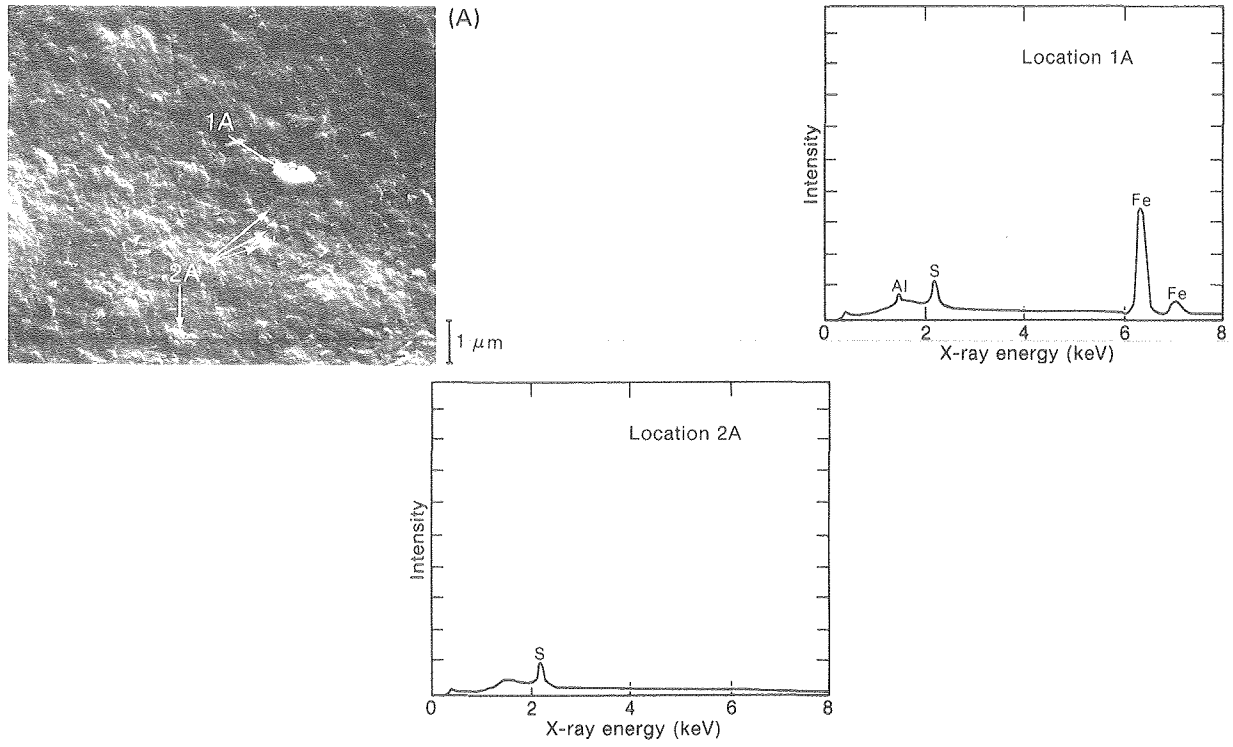 (A)
1A
2A
1 μm
Location 1A
Intensity
Al
S
Fe
Fe
0
2
4
6
8
X-ray energy (keV)
Location 2A
Intensity
S
0
2
4
6
8
X-ray energy (keV)